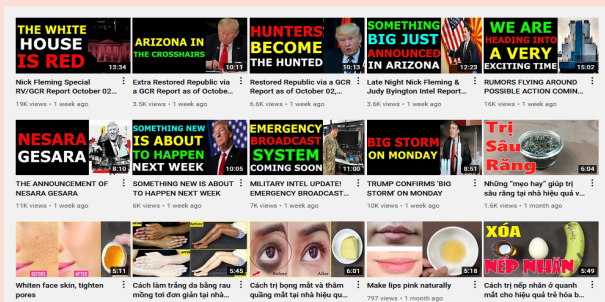 THE WHITE
HOUSE
IS RED
13:34
ARIZONA IN
THE CROSSHAIRS
10:11
HUNTERS
BECOME
THE HUNTED
10:13
SOMETHING
BIG JUST
ANNOUNCED
IN ARIZONA
12:23
WE ARE
HEADING INTO
A VERY
EXCITING TIME
15:02
Nick Fleming Special
RV/GCR Report October 02...
19K views • 1 week ago
Extra Restored Republic via
a GCR Report as of Octobe...
3.5K views • 1 week ago
Restored Republic via a GCR
Report as of October 02,...
6.6K views • 1 week ago
Late Night Nick Fleming &
Judy Byington Intel Report...
3.6K views • 1 week ago
RUMORS FLYING AROUND
POSSIBLE ACTION COMIN...
16K views • 1 week ago
NESARA
GESARA
8:10
SOMETHING NEW
IS ABOUT
TO HAPPEN
NEXT WEEK
10:05
EMERGENCY
BROADCAST
SYSTEM
COMING SOON
11:00
BIG STORM
ON MONDAY
8:51
Trị
Sâu
Răng
6:04
THE ANNOUNCEMENT OF
NESARA GESARA
11K views • 1 week ago
SOMETHING NEW IS ABOUT
TO HAPPEN NEXT WEEK
6K views • 1 week ago
MILITARY INTEL UPDATE!
EMERGENCY BROADCAST...
7K views • 1 week ago
TRUMP CONFIRMS 'BIG
STORM' ON MONDAY
10K views • 1 week ago
Những "mẹo hay" giúp trị
sâu răng tại nhà hiệu quả v...
1.6K views • 1 month ago
BEFORE
AFTER
5:11
5:45
Before
After
6:01
5:18
XÓA
NẾP NHĂN
5:49
Whiten face skin, tighten
pores
Cách làm trắng da bằng rau
mồng tơi đơn giản tại nhà...
Cách trị bọng mắt và thâm
quầng mắt tại nhà hiệu qu...
Make lips pink naturally
797 views • 1 month ago
Cách trị nếp nhăn ở quanh
mắt cho hiệu quả trẻ hóa b...